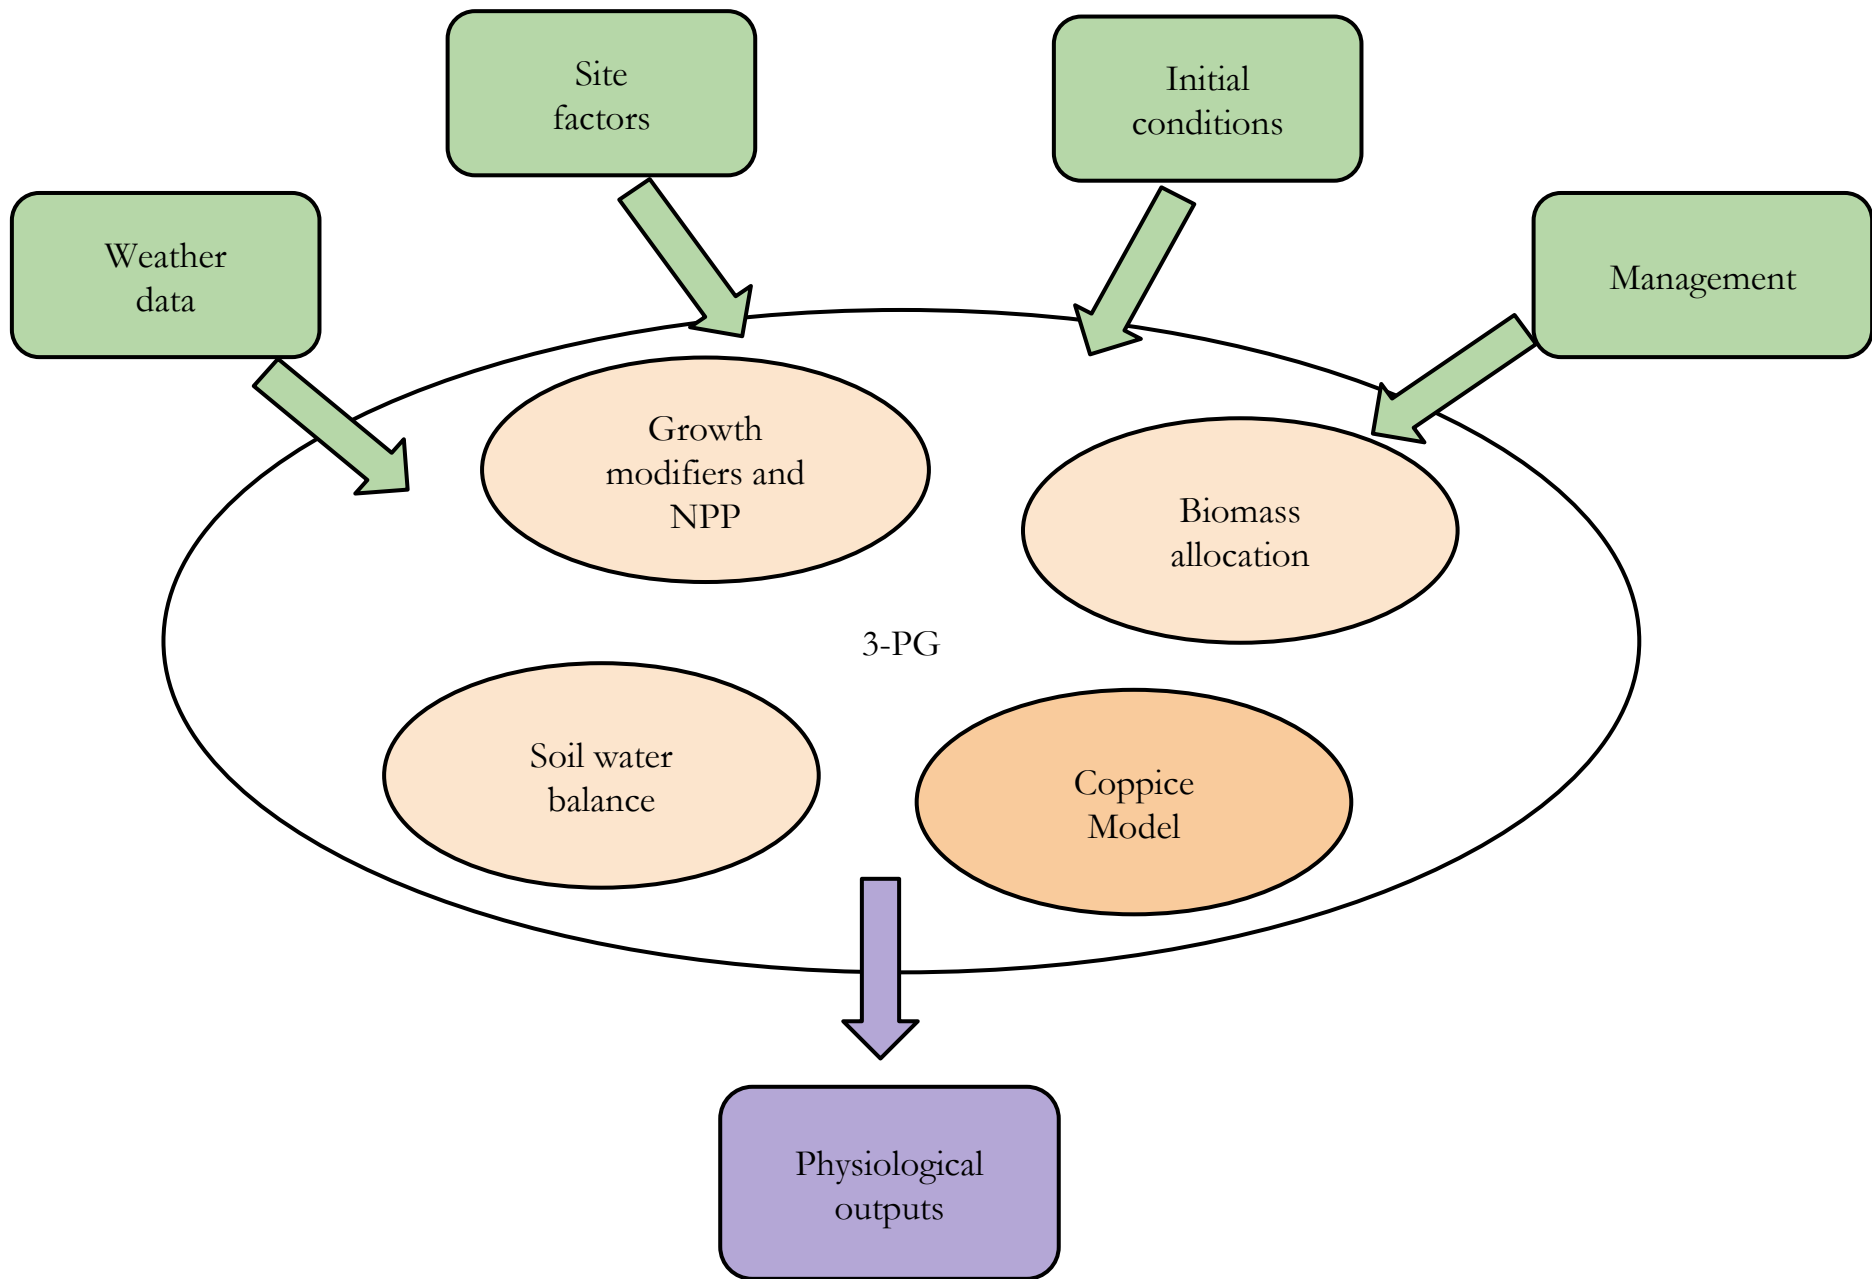 Site
factors
Initial
conditions
Weather
data
Management
Growth
modifiers and
NPP
Biomass
allocation
3-PG
Soil water
balance
Coppice
Model
Physiological
outputs